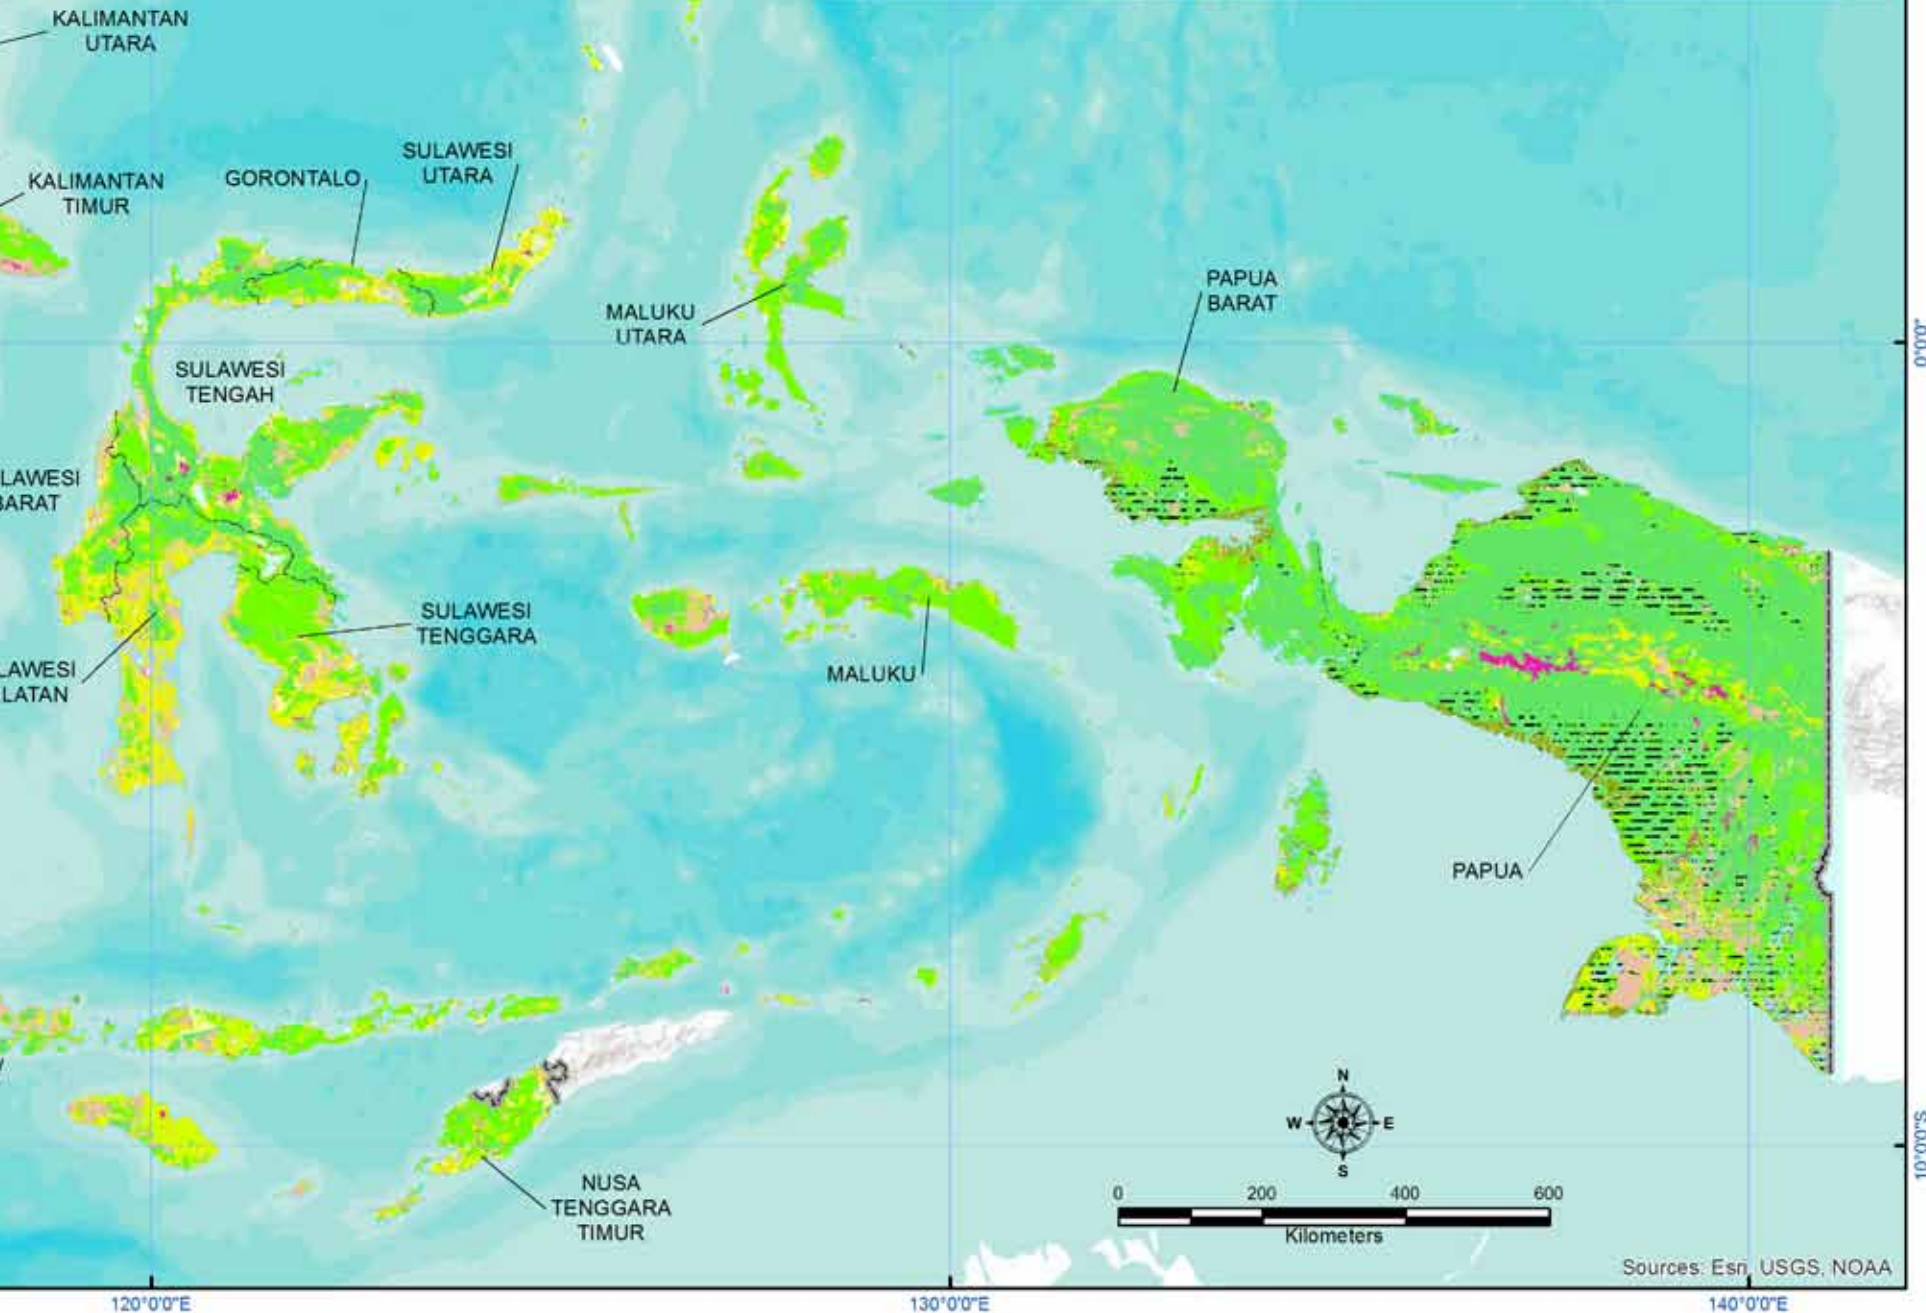 KALIMANTAN
UTARA
KALIMANTAN
TIMUR
GORONTALO
SULAWESI
UTARA
MALUKU
UTARA
PAPUA
BARAT
0°0'0"
SULAWESI
TENGAH
LAWESI
BARAT
SULAWESI
TENGGARA
LAWESI
LATAN
MALUKU
PAPUA
NUSA
TENGGARA
TIMUR
N
W
E
S
0 200 400 600
Kilometers
10°0'0"S
Sources: Esri, USGS, NOAA
120°0'0"E 130°0'0"E 140°0'0"E